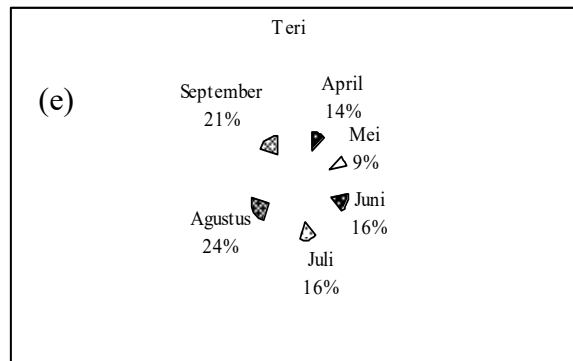 Teri
(e)
September
21%
April
14%
Mei
9%
Juni
16%
Juli
16%
Agustus
24%